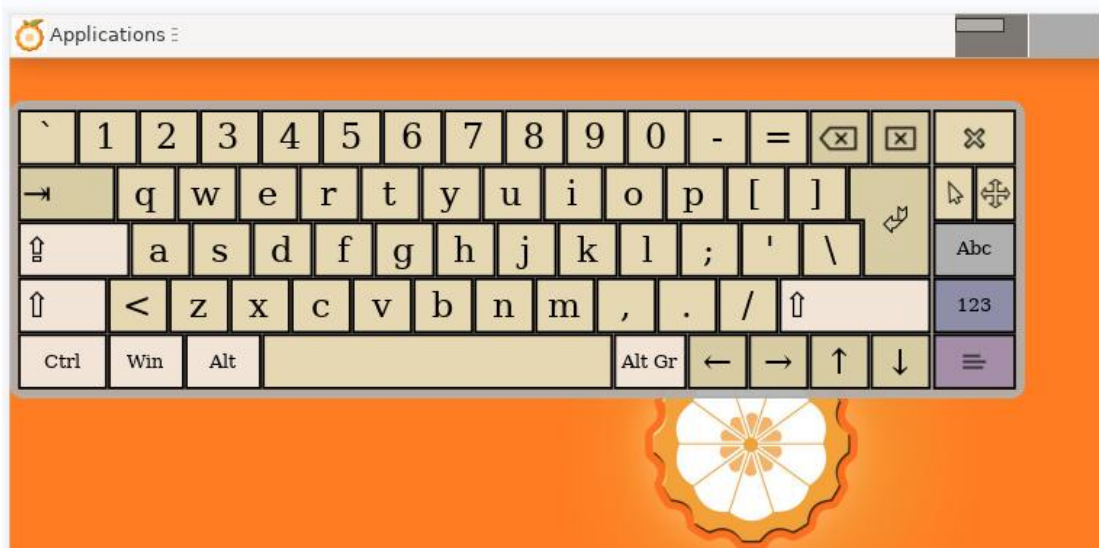 Applications
` 1 2 3 4 5 6 7 8 9 0 - =
q w e r t y u i o p [ ]
a s d f g h j k l ; ' \ Abc
< z x c v b n m , . / 123
Ctrl Win Alt Alt Gr ← → ↑ ↓